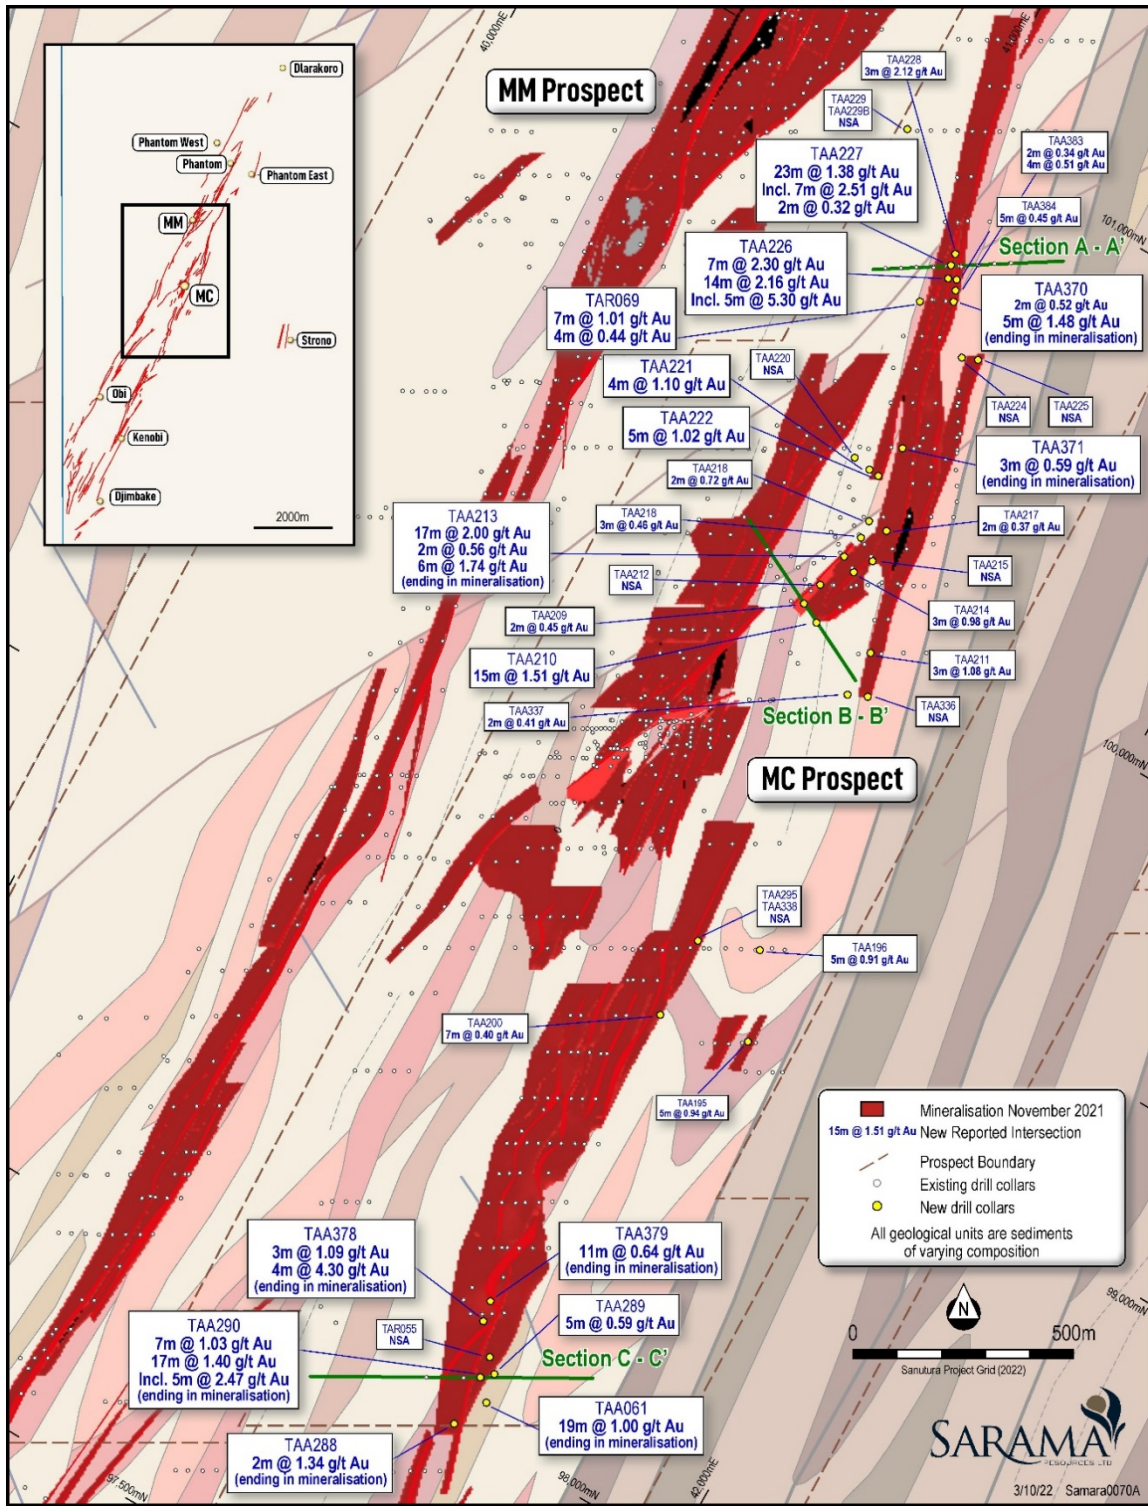 Dlarakoro
Phantom West
Phantom
Phantom East
MM
MC
Strono
Obi
Kenobi
Djimbake
2000m
40,000mE
41,000mE
MM Prospect
TAA228
3m @ 2.12 g/t Au
TAA229
TAA229B
NSA
TAA227
23m @ 1.38 g/t Au
Incl. 7m @ 2.51 g/t Au
2m @ 0.32 g/t Au
TAA383
2m @ 0.34 g/t Au
4m @ 0.51 g/t Au
TAA384
5m @ 0.45 g/t Au
101,000mN
Section A - A'
TAA226
7m @ 2.30 g/t Au
14m @ 2.16 g/t Au
Incl. 5m @ 5.30 g/t Au
TAR069
7m @ 1.01 g/t Au
4m @ 0.44 g/t Au
TAA370
2m @ 0.52 g/t Au
5m @ 1.48 g/t Au
(ending in mineralisation)
TAA220
NSA
TAA221
4m @ 1.10 g/t Au
TAA224
NSA
TAA225
NSA
TAA222
5m @ 1.02 g/t Au
TAA371
3m @ 0.59 g/t Au
(ending in mineralisation)
TAA218
2m @ 0.72 g/t Au
TAA218
3m @ 0.46 g/t Au
TAA217
2m @ 0.37 g/t Au
TAA213
17m @ 2.00 g/t Au
2m @ 0.56 g/t Au
6m @ 1.74 g/t Au
(ending in mineralisation)
TAA212
NSA
TAA215
NSA
TAA209
2m @ 0.45 g/t Au
TAA214
3m @ 0.98 g/t Au
TAA210
15m @ 1.51 g/t Au
TAA211
3m @ 1.08 g/t Au
TAA337
2m @ 0.41 g/t Au
TAA336
NSA
Section B - B'
100,000mN
MC Prospect
TAA295
TAA338
NSA
TAA196
5m @ 0.91 g/t Au
TAA200
7m @ 0.40 g/t Au
TAA195
5m @ 0.94 g/t Au
Mineralisation November 2021
15m @ 1.51 g/t Au New Reported Intersection
Prospect Boundary
Existing drill collars
New drill collars
All geological units are sediments
of varying composition
99,000mN
N
0 500m
Sanutura Project Grid (2022)
TAA378
3m @ 1.09 g/t Au
4m @ 4.30 g/t Au
(ending in mineralisation)
TAA379
11m @ 0.64 g/t Au
(ending in mineralisation)
TAA289
5m @ 0.59 g/t Au
TAR055
NSA
TAA290
7m @ 1.03 g/t Au
17m @ 1.40 g/t Au
Incl. 5m @ 2.47 g/t Au
(ending in mineralisation)
Section C - C'
TAA061
19m @ 1.00 g/t Au
(ending in mineralisation)
TAA288
2m @ 1.34 g/t Au
(ending in mineralisation)
97,500mN
98,000mN
42,000mE
SARAMA
RESOURCES LTD
3/10/22 Samara0070A